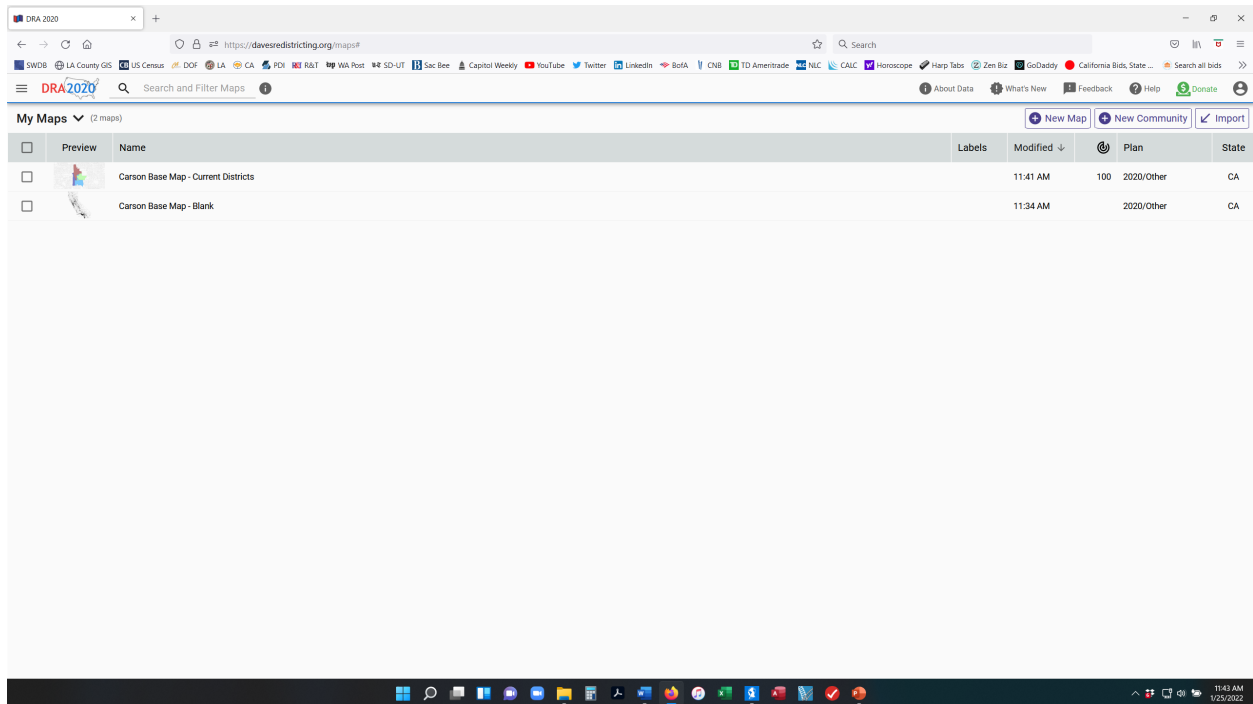 DRA 2020
https://davesredistricting.org/maps#
Search
SWDB LA County GIS US Census DOF LA CA PDI R&T WA Post SD-UT Sac Bee Capitol Weekly YouTube Twitter LinkedIn BofA CNB TD Ameritrade NLC CALC Horoscope Harp Tabs Zen Biz GoDaddy California Bids, State ... Search all bids
DRA 2020 Search and Filter Maps About Data What's New Feedback Help Donate
My Maps (2 maps) New Map New Community Import
Preview Name Labels Modified Plan State
Carson Base Map - Current Districts 11:41 AM 100 2020/Other CA
Carson Base Map - Blank 11:34 AM 2020/Other CA
11:43 AM
1/25/2022